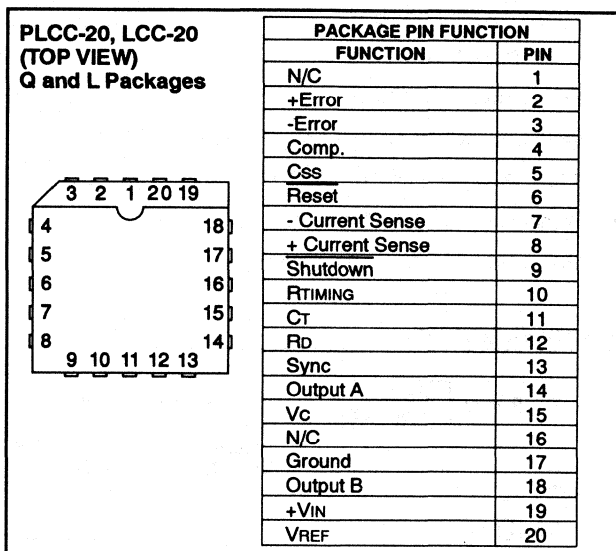 PLCC-20, LCC-20
(TOP VIEW)
Q and L Packages
3 2 1 20 19
4 18
5 17
6 16
7 15
8 14
9 10 11 12 13
PACKAGE PIN FUNCTION
FUNCTION PIN
N/C 1
+Error 2
-Error 3
Comp. 4
Css 5
Reset 6
- Current Sense 7
+ Current Sense 8
Shutdown 9
RTIMING 10
CT 11
RD 12
Sync 13
Output A 14
Vc 15
N/C 16
Ground 17
Output B 18
+VIN 19
VREF 20